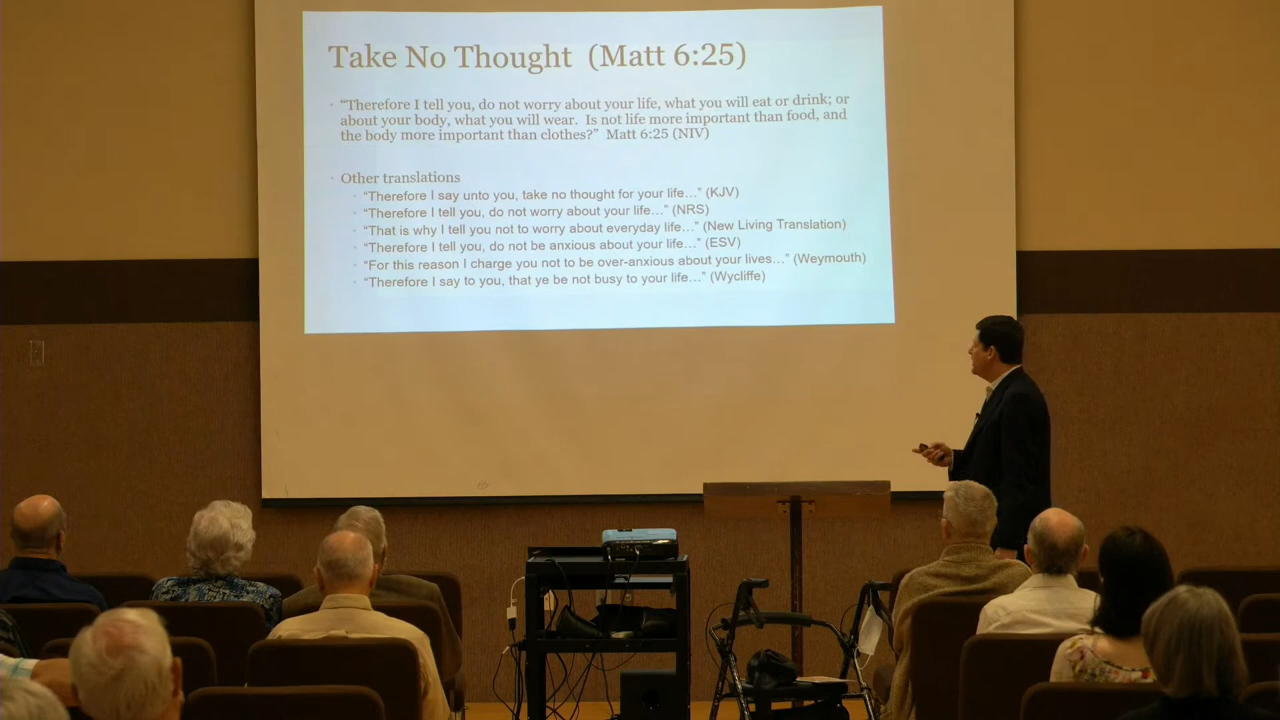 Take No Thought (Matt 6:25)
“Therefore I tell you, do not worry about your life, what you will eat or drink; or
about your body, what you will wear. Is not life more important than food, and
the body more important than clothes?” Matt 6:25 (NIV)
Other translations
“Therefore I say unto you, take no thought for your life…” (KJV)
“Therefore I tell you, do not worry about your life…” (NRS)
“That is why I tell you not to worry about everyday life…” (New Living Translation)
“Therefore I tell you, do not be anxious about your life…” (ESV)
“For this reason I charge you not to be over-anxious about your lives…” (Weymouth)
“Therefore I say to you, that ye be not busy to your life…” (Wycliffe)